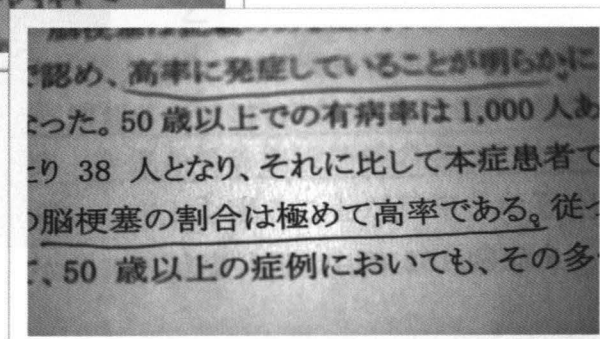 で認め、高率に発症していることが明らかに
なった。50 歳以上での有病率は 1,000 人あ
たり 38 人となり、それに比して本症患者で
の脳梗塞の割合は極めて高率である。従っ
て、50 歳以上の症例においても、その多